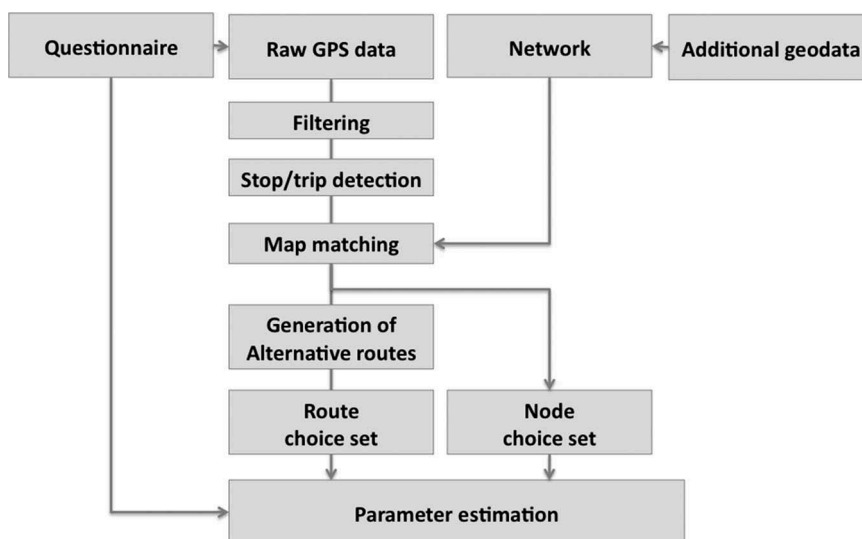 Questionnaire
Raw GPS data
Network
Additional geodata
Filtering
Stop/trip detection
Map matching
Generation of
Alternative routes
Route
choice set
Node
choice set
Parameter estimation